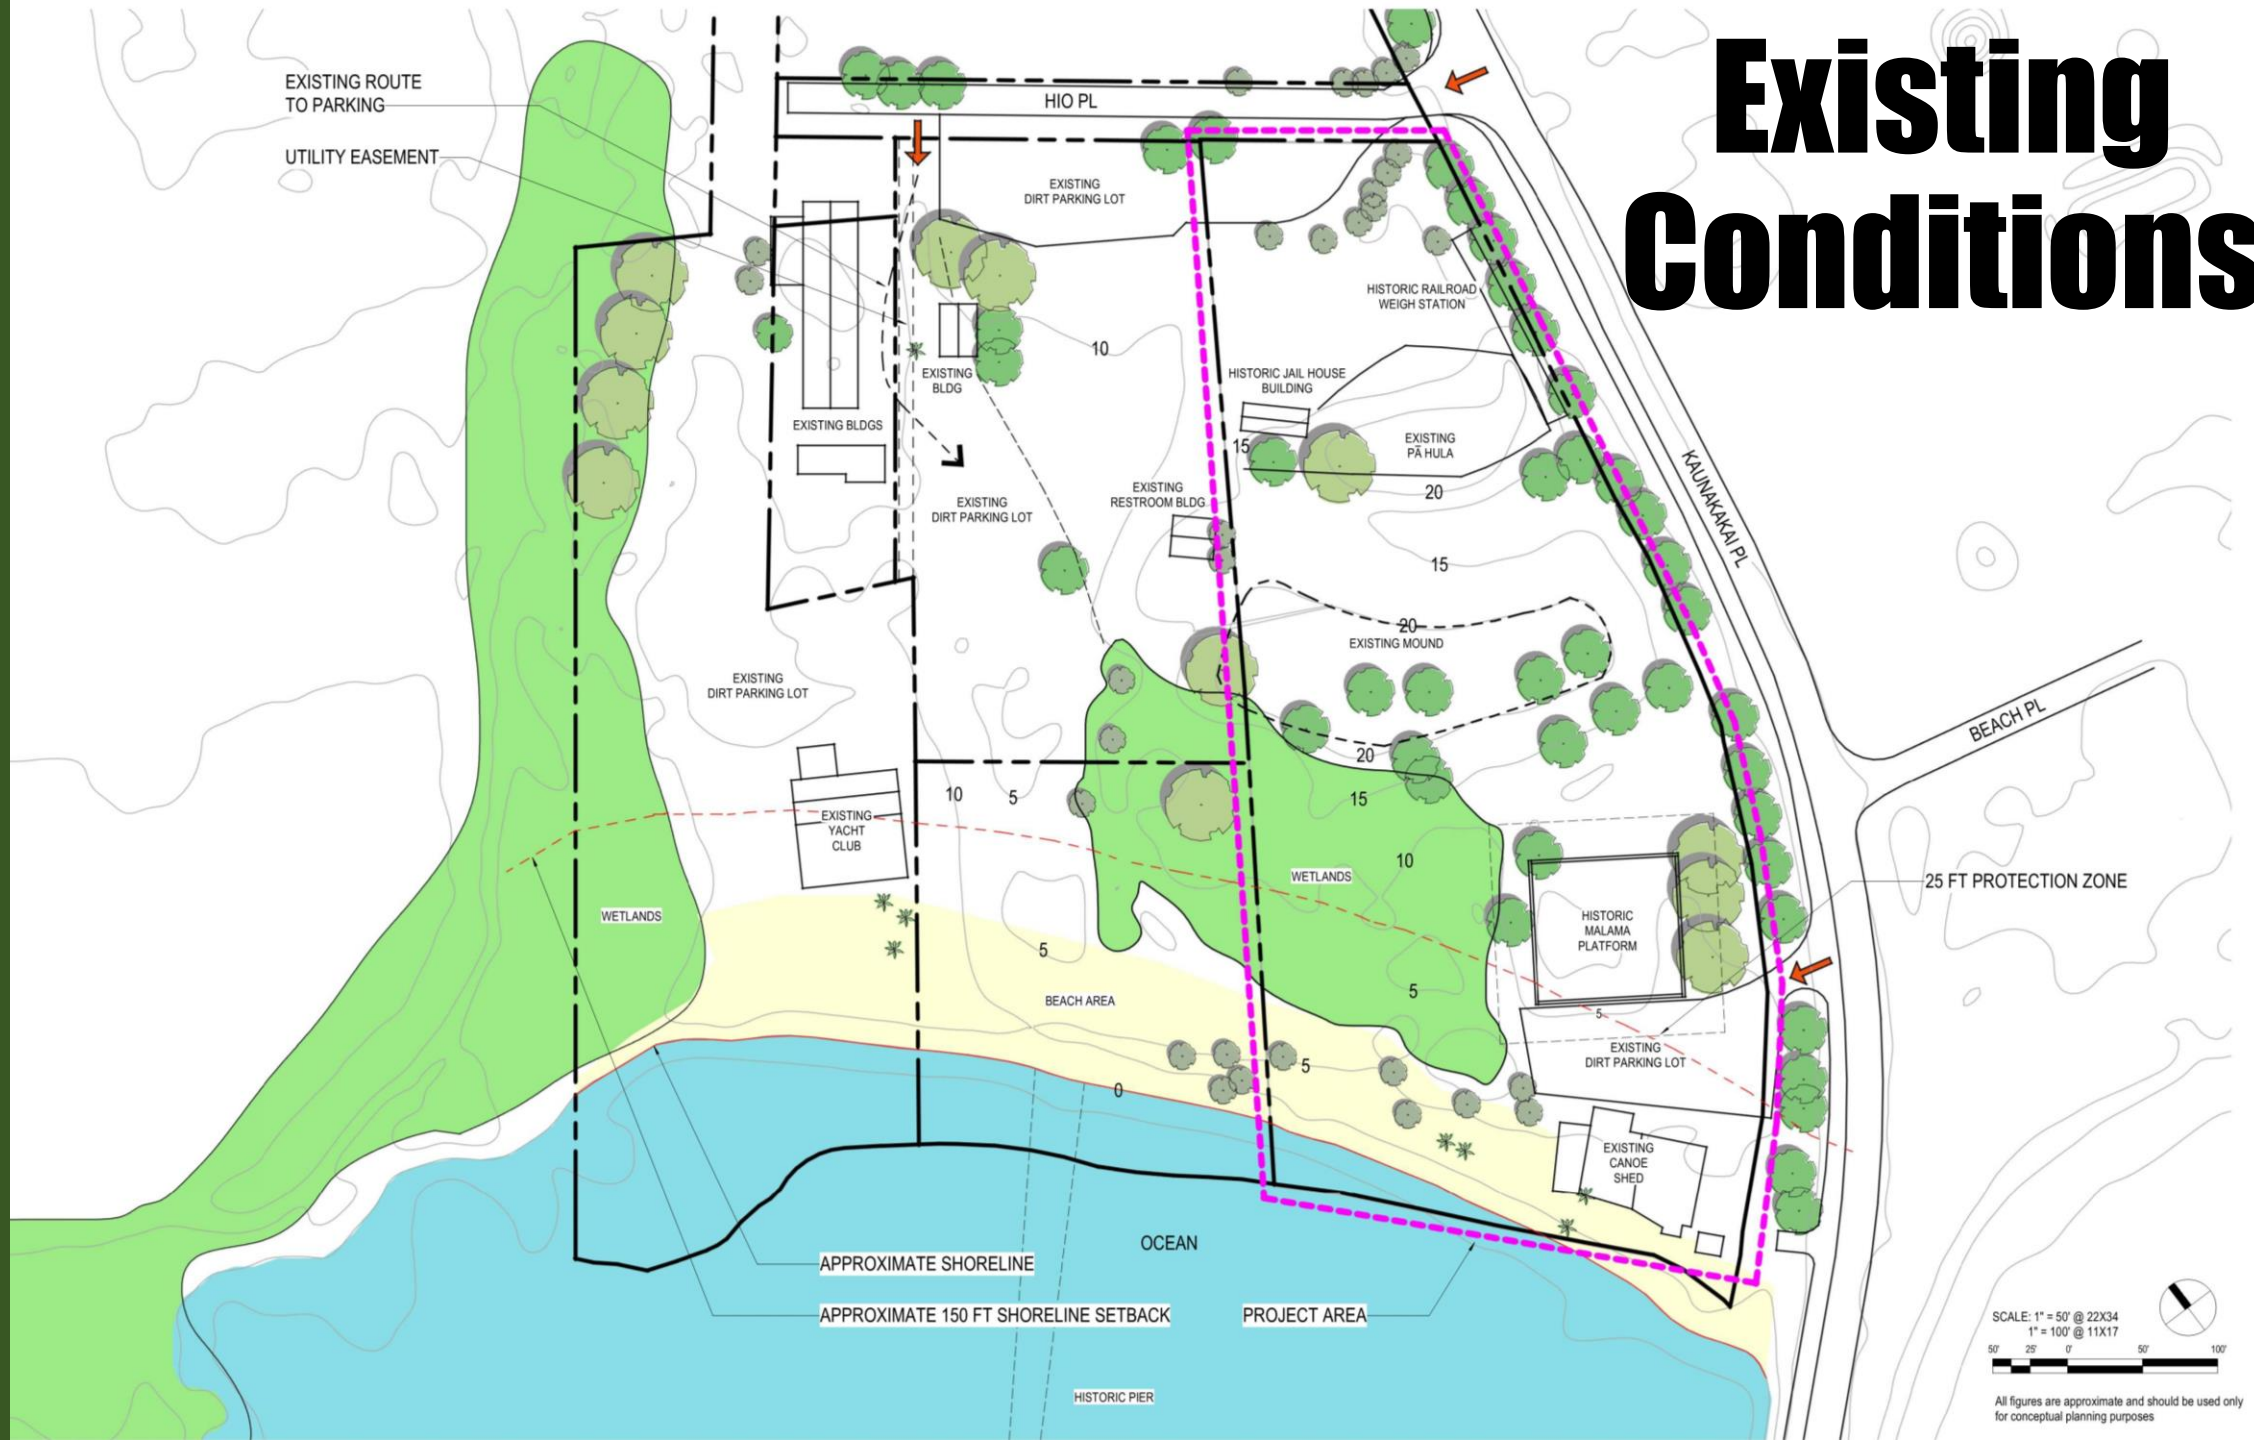 Existing
Conditions
EXISTING ROUTE
TO PARKING
UTILITY EASEMENT
HIO PL
EXISTING
DIRT PARKING LOT
HISTORIC RAILROAD
WEIGH STATION
10
EXISTING
BLDG
HISTORIC JAIL HOUSE
BUILDING
EXISTING BLDGS
15
EXISTING
PĀ HULA
20
EXISTING
DIRT PARKING LOT
EXISTING
RESTROOM BLDG
KAUNAKAKAI PL
15
20
EXISTING MOUND
EXISTING
DIRT PARKING LOT
BEACH PL
20
10
5
15
EXISTING
YACHT
CLUB
10
WETLANDS
25 FT PROTECTION ZONE
WETLANDS
HISTORIC
MALAMA
PLATFORM
5
5
BEACH AREA
5
EXISTING
DIRT PARKING LOT
5
0
EXISTING
CANOE
SHED
OCEAN
APPROXIMATE SHORELINE
APPROXIMATE 150 FT SHORELINE SETBACK
PROJECT AREA
HISTORIC PIER
SCALE: 1" = 50' @ 22X34
1" = 100' @ 11X17
50' 25' 0' 50' 100'
All figures are approximate and should be used only
for conceptual planning purposes